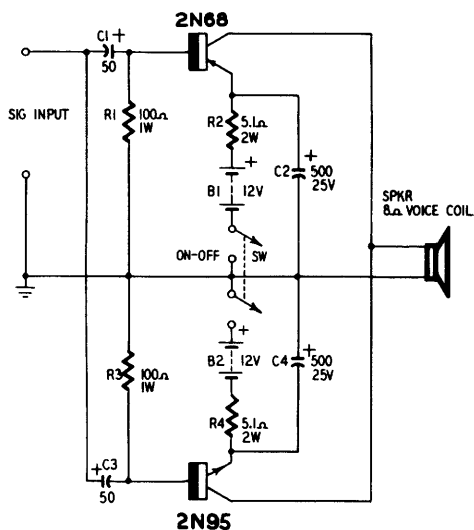 2N68
C1 +
50
SIG INPUT
R1
100Ω
1W
R2
5.1Ω
2W
+
B1
12V
C2
+
500
25V
SPKR
8Ω VOICE COIL
ON-OFF
SW
R3
100Ω
1W
+
B2
12V
C4
+
500
25V
R4
5.1Ω
2W
+C3
50
2N95